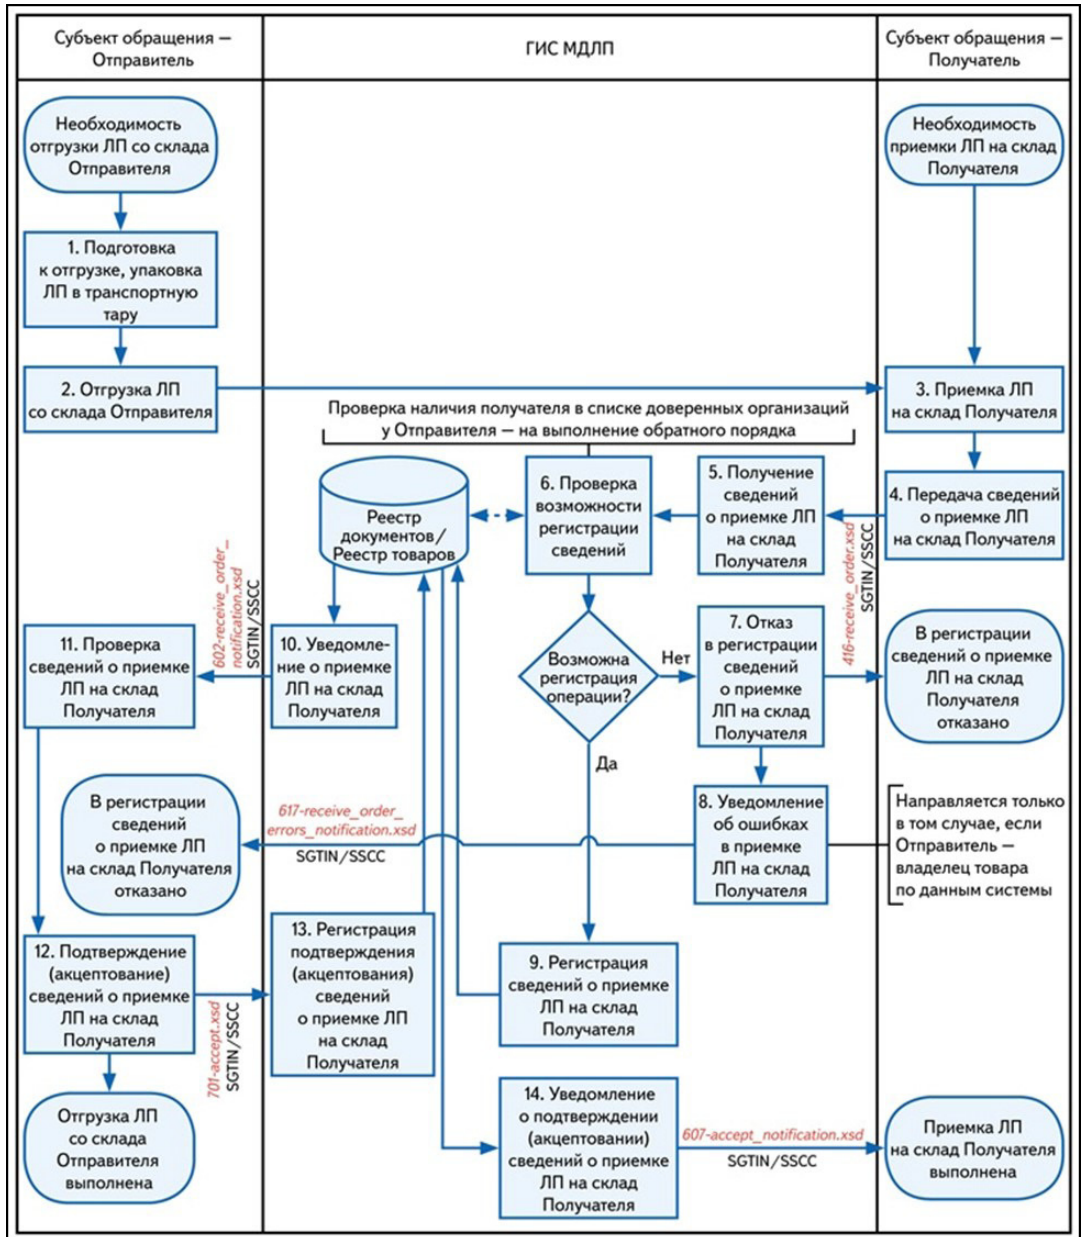 Субъект обращения —
Отправитель
ГИС МДЛП
Субъект обращения —
Получатель
Необходимость
отгрузки ЛП со склада
Отправителя
Необходимость
приемки ЛП на склад
Получателя
1. Подготовка
к отгрузке, упаковка
ЛП в транспортную
тару
2. Отгрузка ЛП
со склада Отправителя
3. Приемка ЛП
на склад Получателя
Проверка наличия получателя в списке доверенных организаций
у Отправителя — на выполнение обратного порядка
Реестр
документов/
Реестр товаров
6. Проверка
возможности
регистрации
сведений
5. Получение
сведений
о приемке ЛП
на склад
Получателя
4. Передача сведений
о приемке ЛП
на склад Получателя
416-receive_order.xsd
SGTIN/SSCC
602-receive_order_
notification.xsd
SGTIN/SSCC
11. Проверка
сведений о приемке
ЛП на склад
Получателя
10. Уведомле-
ние о приемке
ЛП на склад
Получателя
Возможна
регистрация
операции?
Нет
Да
7. Отказ
в регистрации
сведений
о приемке
ЛП на склад
Получателя
В регистрации
сведений о приемке
ЛП на склад
Получателя
отказано
В регистрации
сведений
о приемке ЛП
на склад Получателя
отказано
617-receive_order_
errors_notification.xsd
SGTIN/SSCC
8. Уведомление
об ошибках
в приемке
ЛП на склад
Получателя
Направляется только
в том случае, если
Отправитель —
владелец товара
по данным системы
12. Подтверждение
(акцептование)
сведений о приемке
ЛП на склад
Получателя
701-accept.xsd
SGTIN/SSCC
13. Регистрация
подтверждения
(акцептования)
сведений
о приемке ЛП
на склад
Получателя
9. Регистрация
сведений о приемке
ЛП на склад
Получателя
Отгрузка ЛП
со склада
Отправителя
выполнена
14. Уведомление
о подтверждении
(акцептовании)
сведений о приемке
ЛП на склад
Получателя
607-accept_notification.xsd
SGTIN/SSCC
Приемка ЛП
на склад Получателя
выполнена